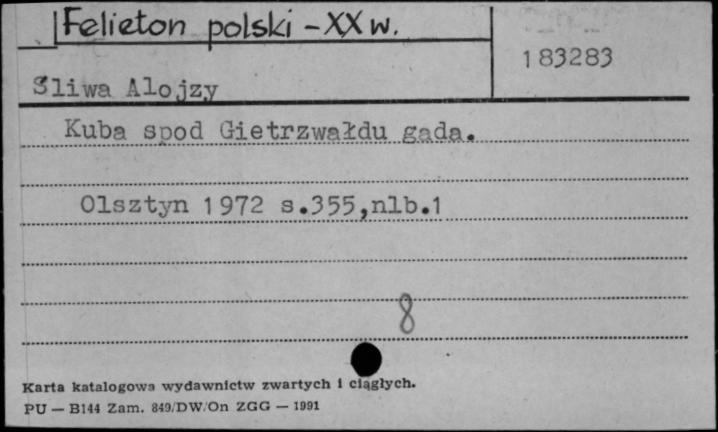 Felieton polski - XX w.
183283
Śliwa Alojzy
Kuba spod Gietrzwałdu gada.
Olsztyn 1972 s.355,nlb.1
8
Karta katalogowa wydawnictw zwartych i ciągłych.
PU — B144 Zam. 849/DW/On ZGG — 1991